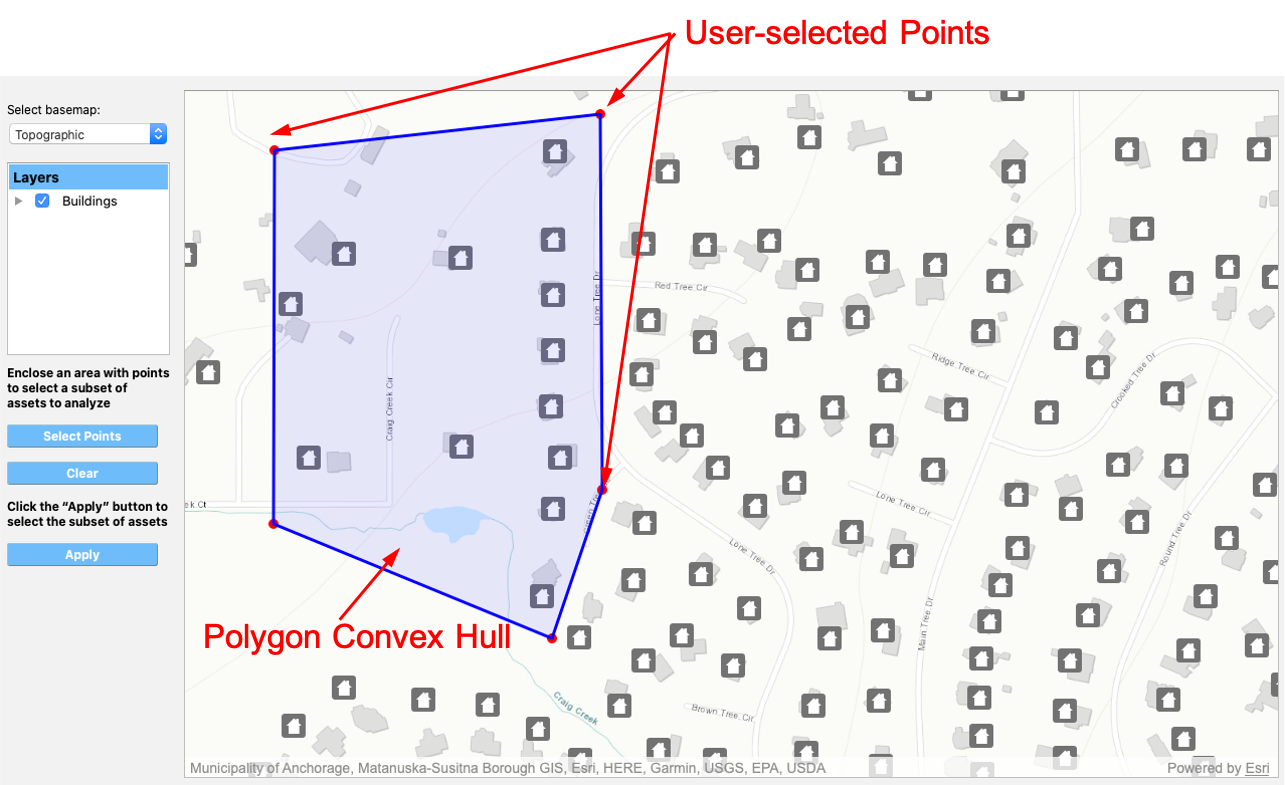 User-selected Points
Select basemap:
Topographic
Layers
Buildings
Enclose an area with points
to select a subset of
assets to analyze
Select Points
Clear
Click the “Apply” button to
select the subset of assets
Apply
Lone Tree Dr
Red Tree Cir
Ridge Tree Cir
Crooked Tree Dr
Craig Creek Cir
ek Ct
Lone Tree Cir
Lone Tree Dr
Round Tree Dr
Main Tree Dr
Polygon Convex Hull
Craig Creek
Brown Tree Cir
Municipality of Anchorage, Matanuska-Susitna Borough GIS, Esri, HERE, Garmin, USGS, EPA, USDA
Powered by Esri